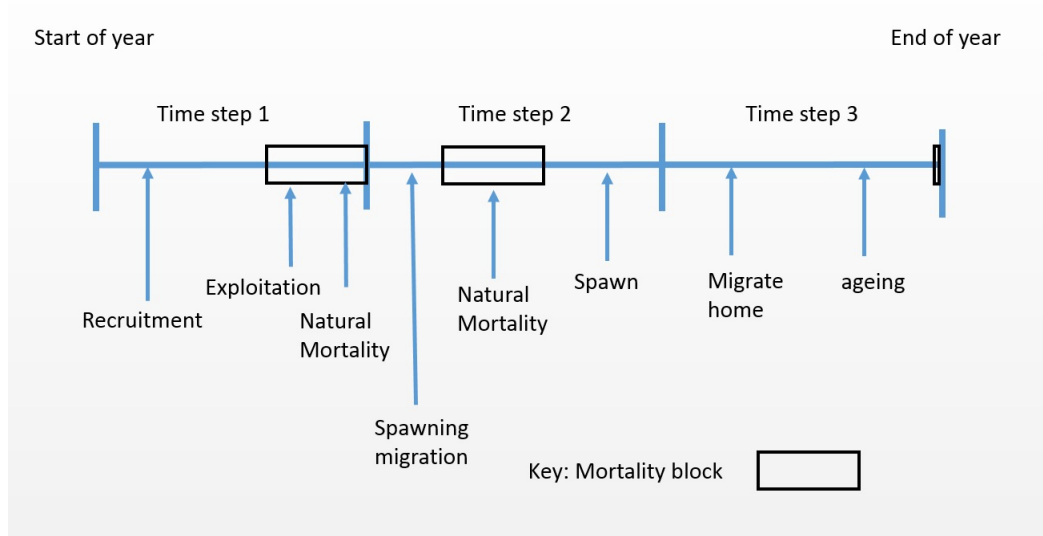 Start of year
End of year
Time step 1
Time step 2
Time step 3
Exploitation
Recruitment
Natural
Mortality
Spawning
migration
Natural
Mortality
Spawn
Migrate
home
ageing
Key: Mortality block